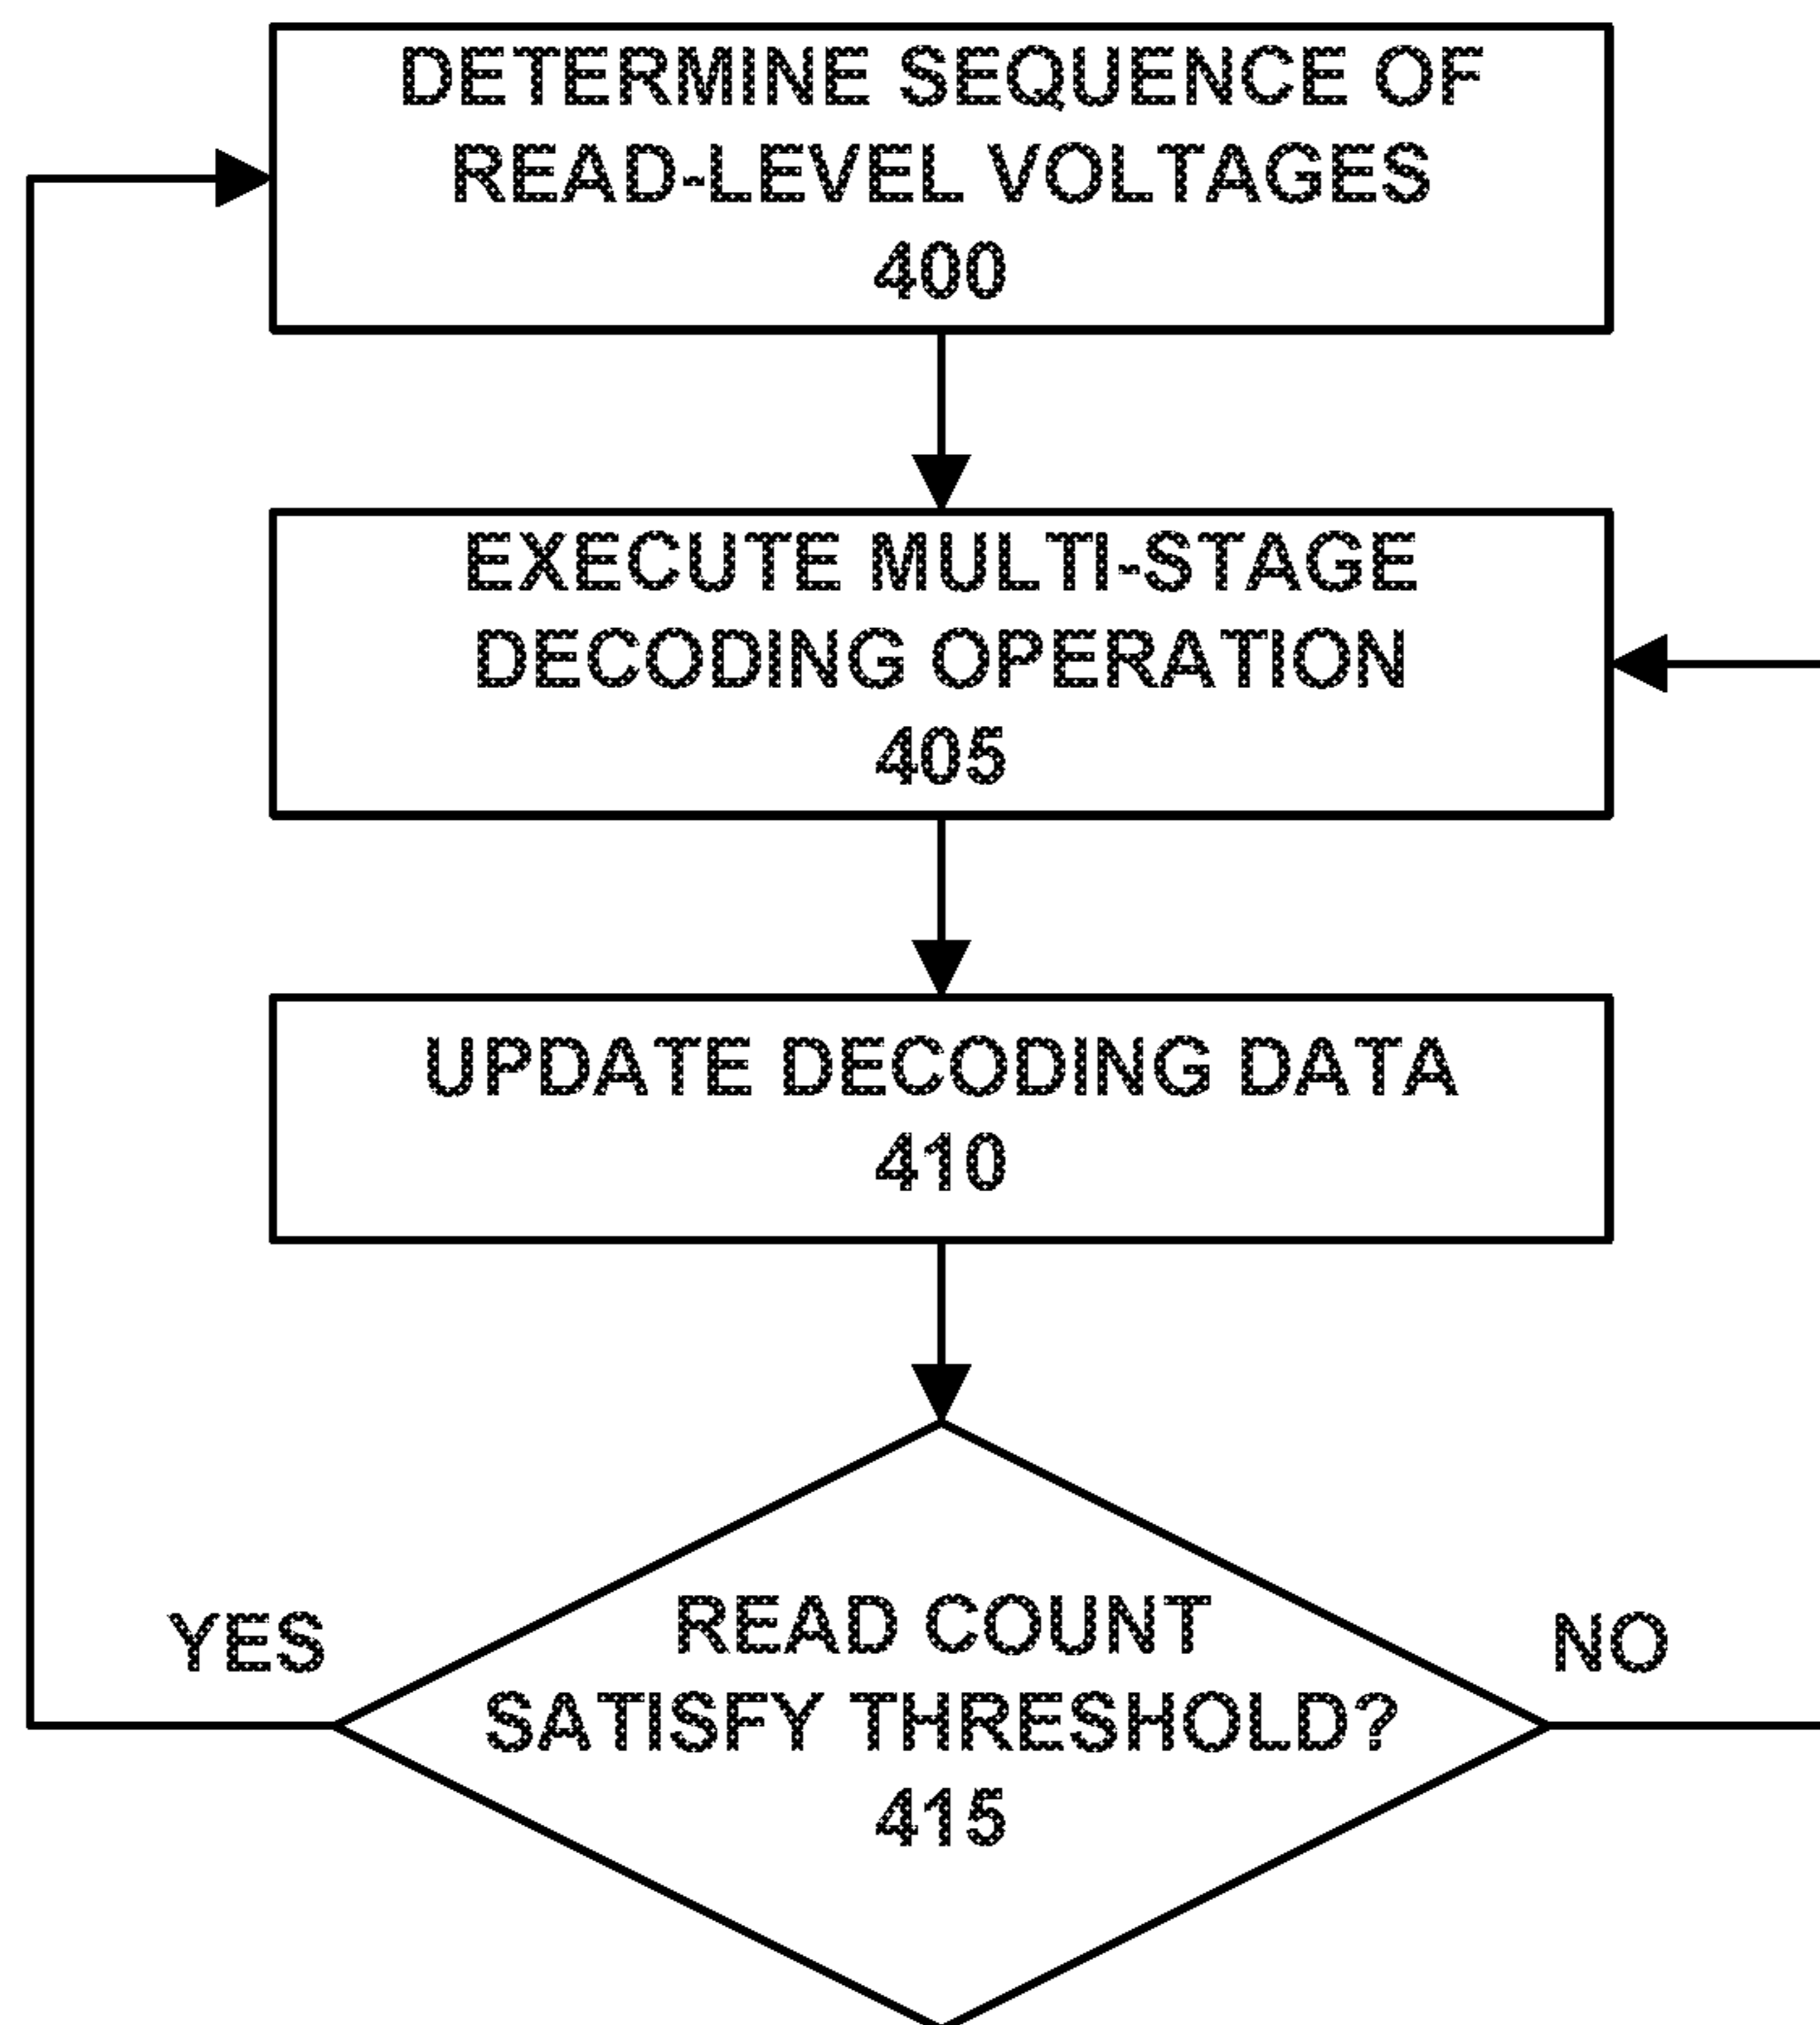 DETERMINE SEQUENCE OF
READ-LEVEL VOLTAGES
400
EXECUTE MULTI-STAGE
DECODING OPERATION
405
UPDATE DECODING DATA
410
READ COUNT
SATISFY THRESHOLD?
415
YES
NO